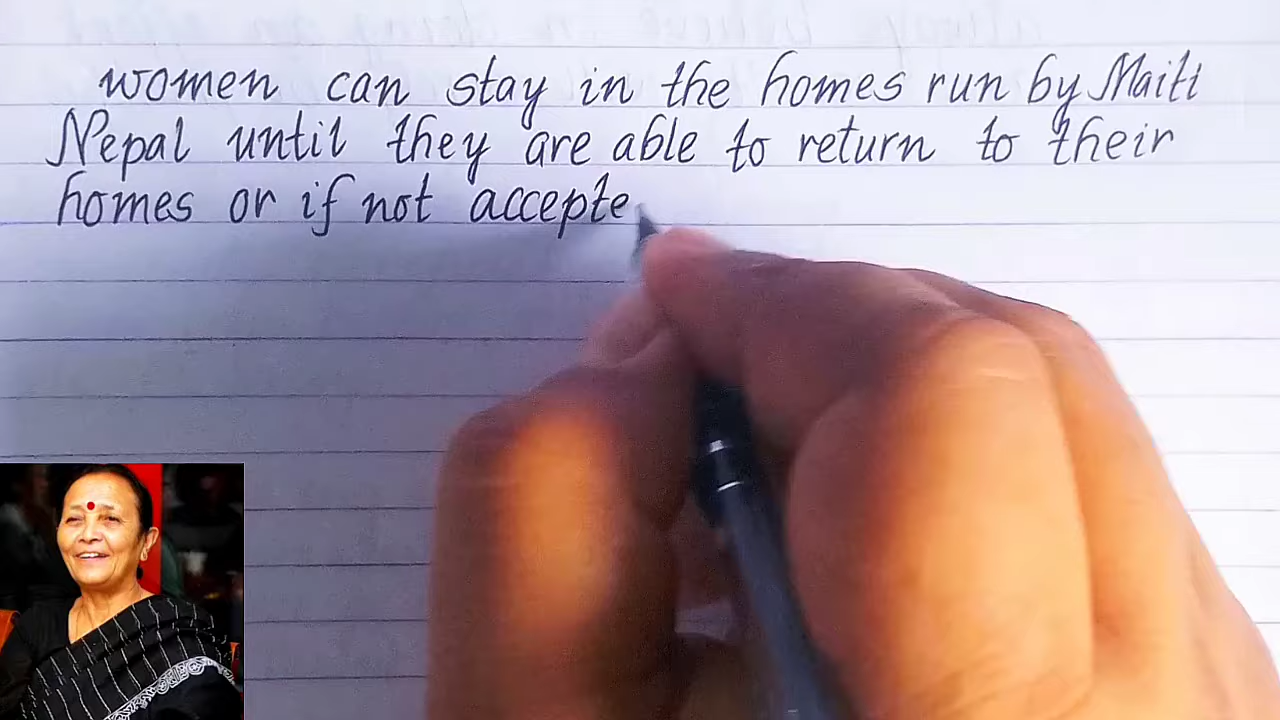 women can stay in the homes run by Maiti
Nepal until they are able to return to their
homes or if not accepte